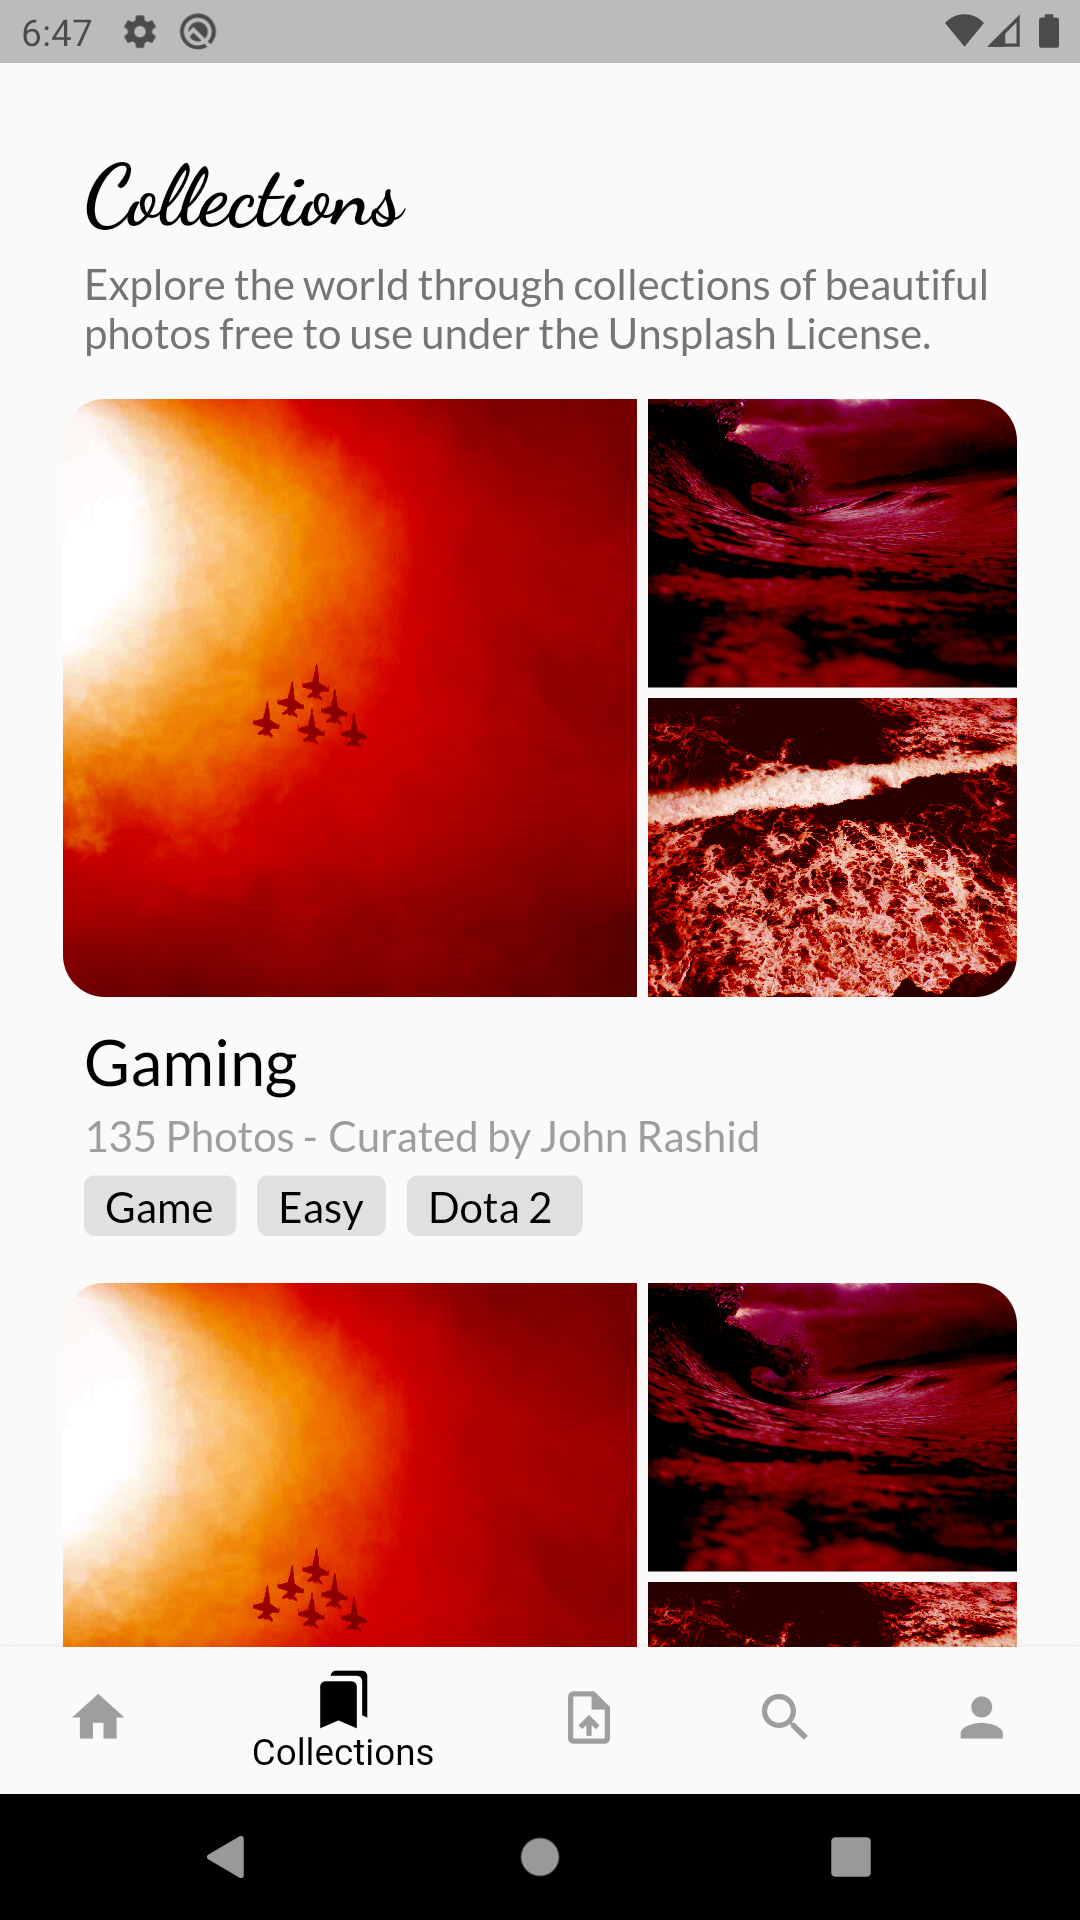 6:47
Collections
Explore the world through collections of beautiful
photos free to use under the Unsplash License.
Gaming
135 Photos - Curated by John Rashid
Game Easy Dota 2
Collections